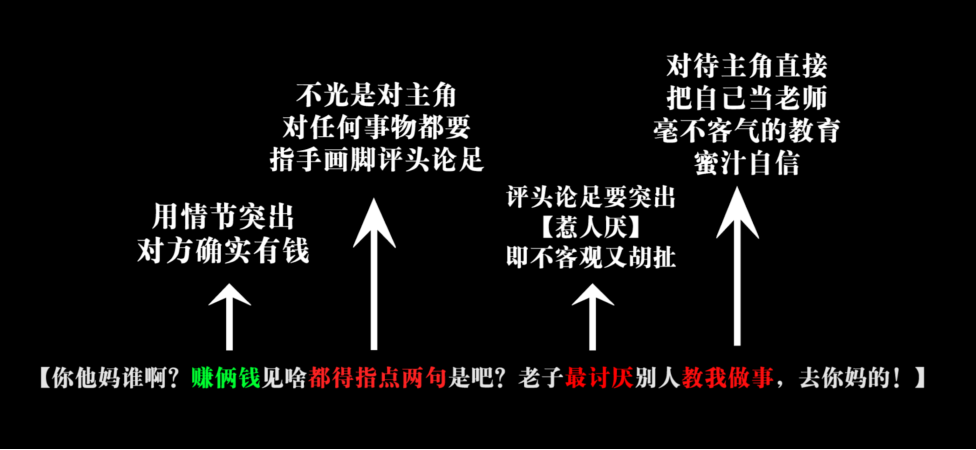 对待主角直接
把自己当老师
毫不客气的教育
蜜汁自信
不光是对主角
对任何事物都要
指手画脚评头论足
评头论足要突出
【惹人厌】
即不客观又胡扯
用情节突出
对方确实有钱
【你他妈谁啊？赚俩钱见啥都得指点两句是吧？老子最讨厌别人教我做事，去你妈的！】